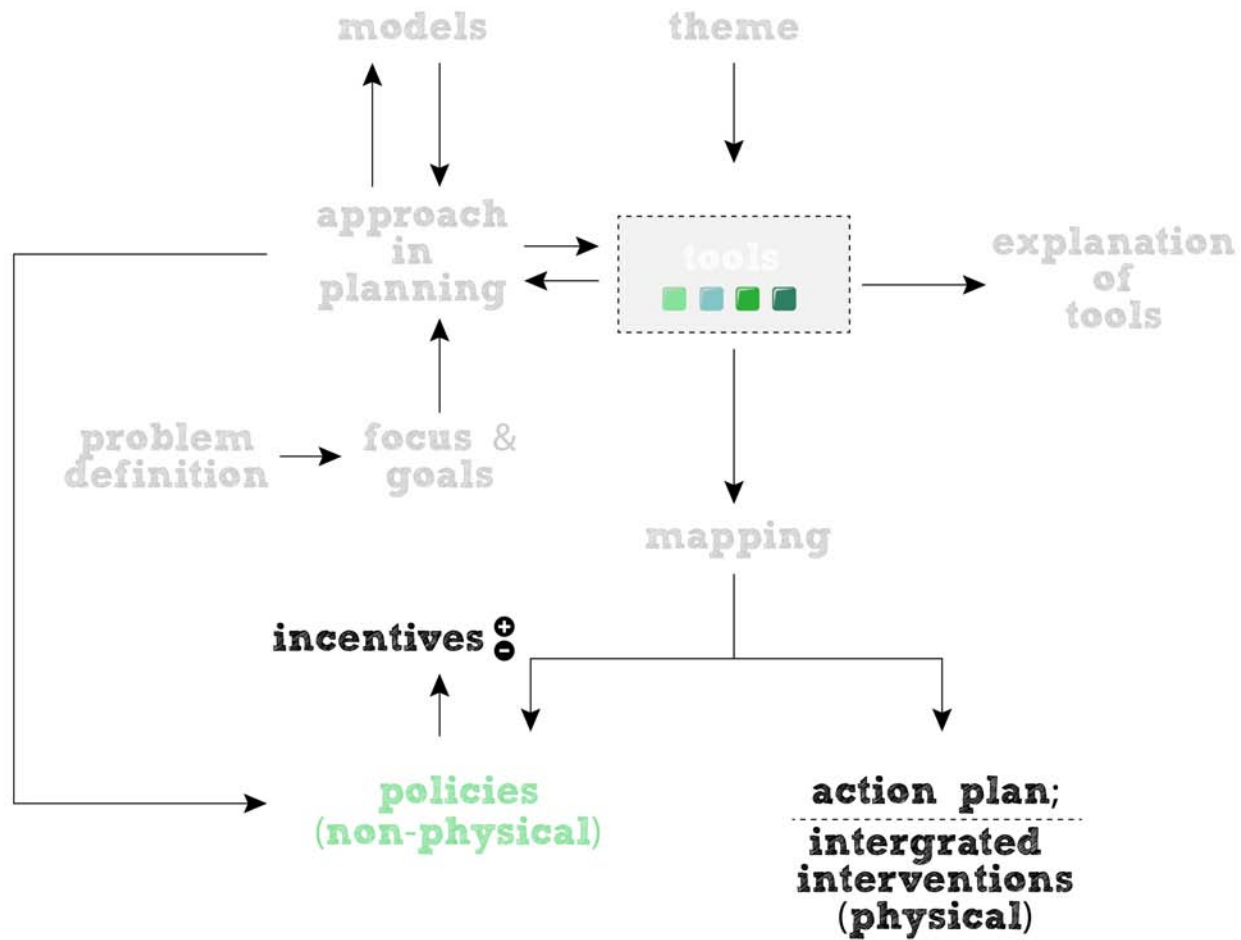 models
theme
approach
in
planning
tools
explanation
of
tools
problem
definition
focus &
goals
mapping
incentives + -
policies
(non-physical)
action plan;
intergrated
interventions
(physical)